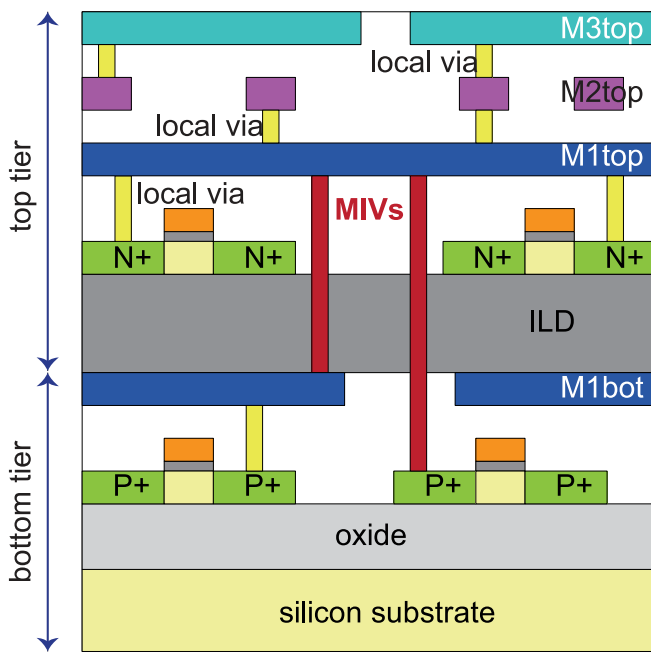 M3top
local via
M2top
local via
M1top
local via
MIVs
top tier
N+
N+
N+
N+
ILD
M1bot
bottom tier
P+
P+
P+
P+
oxide
silicon substrate